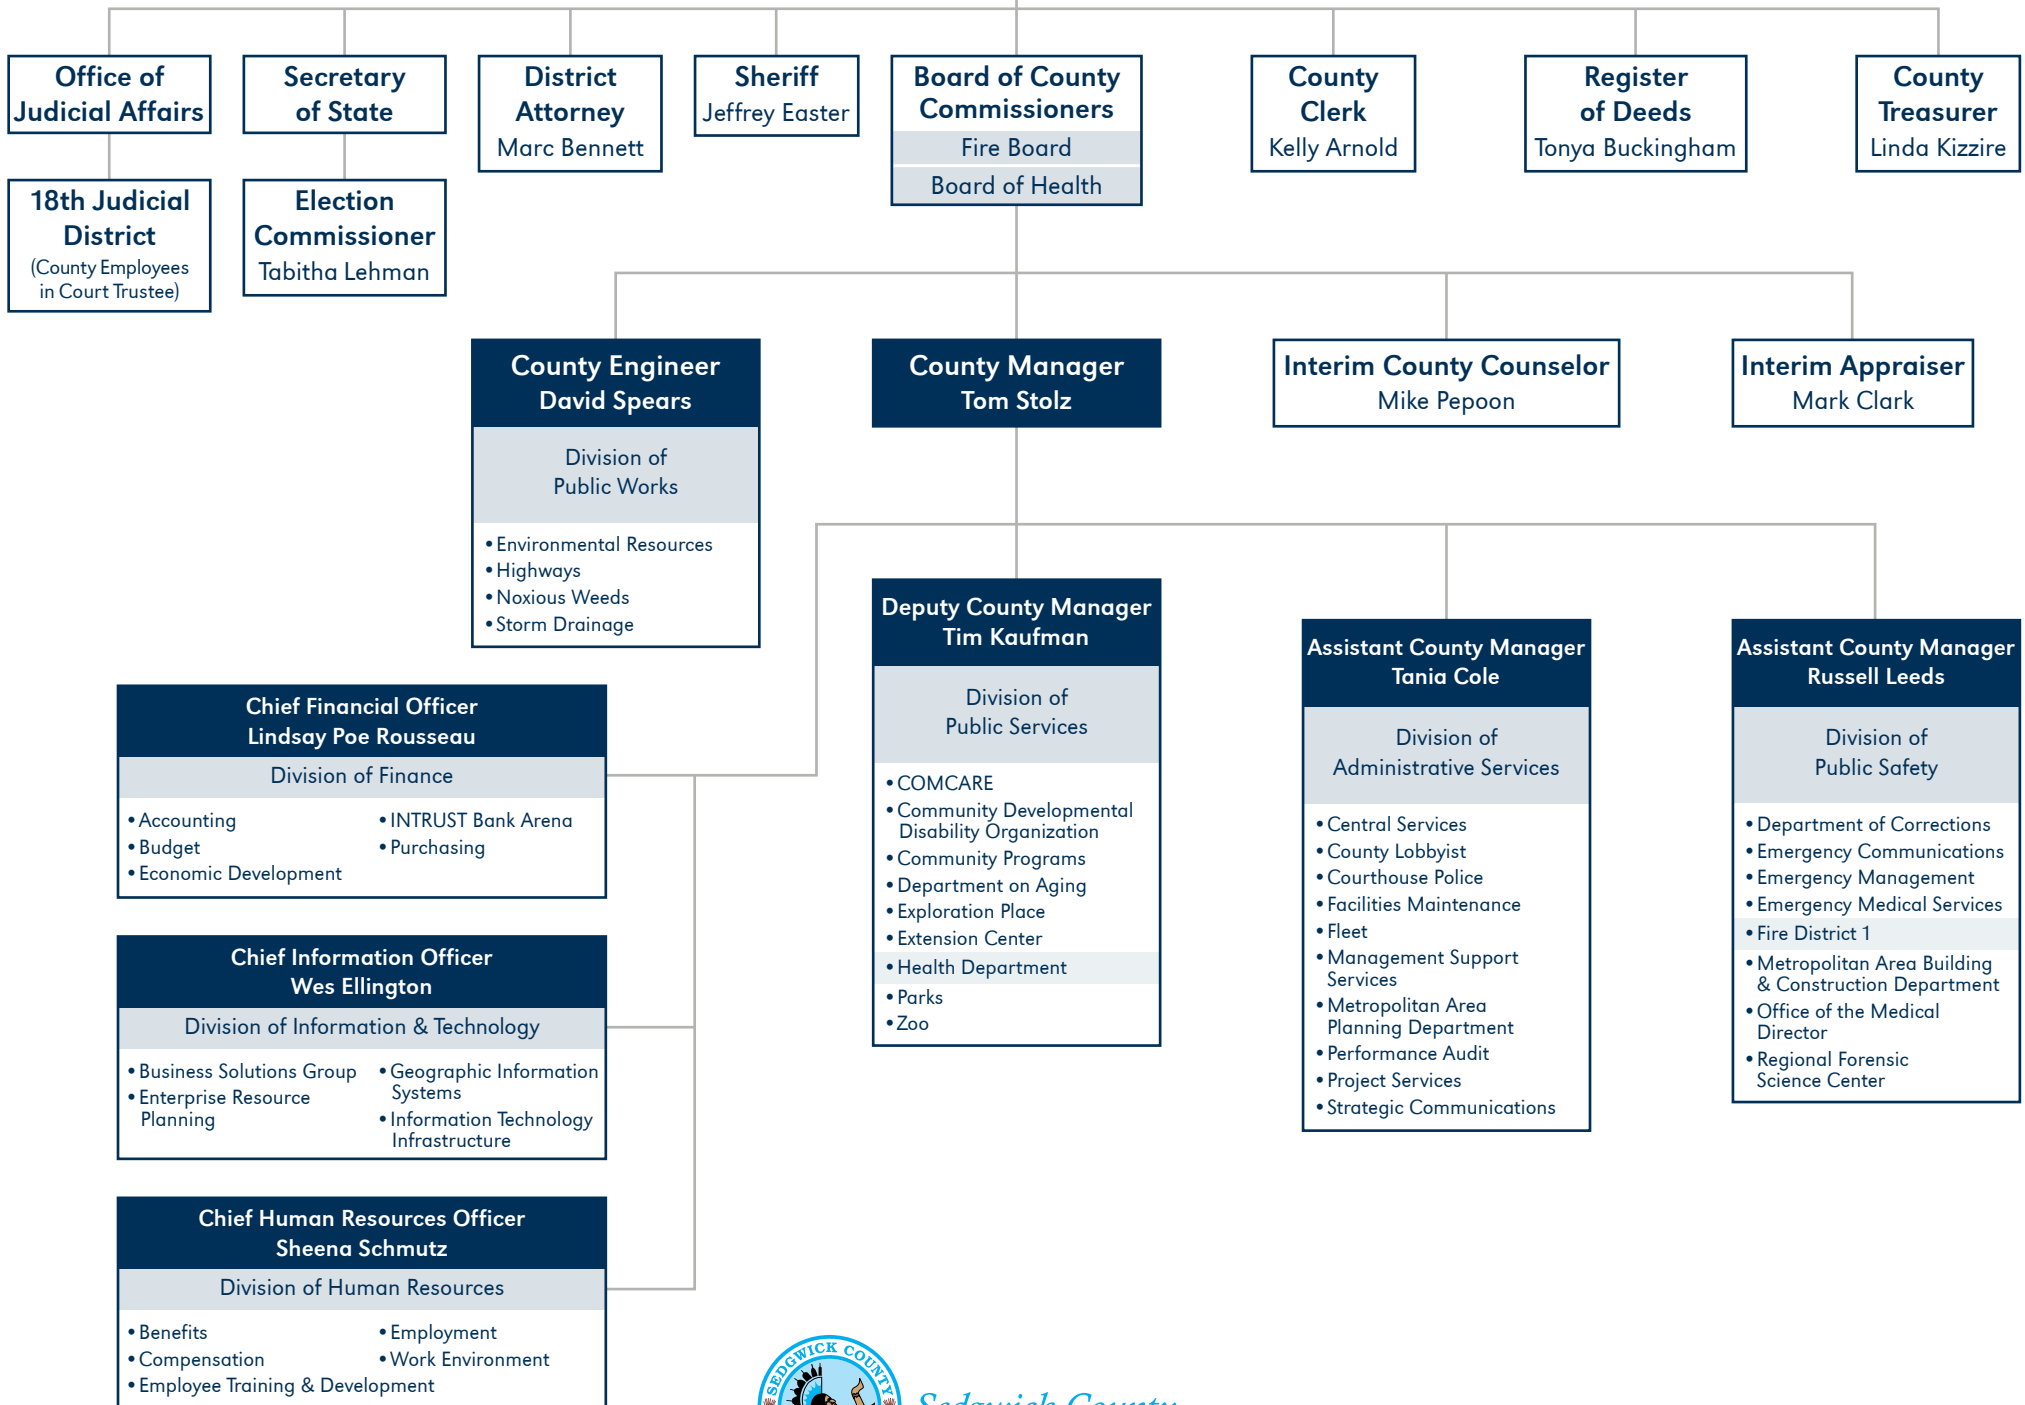 Office of
Judicial Affairs
Secretary
of State
District
Attorney
Marc Bennett
Sheriff
Jeffrey Easter
Board of County
Commissioners
Fire Board
Board of Health
County
Clerk
Kelly Arnold
Register
of Deeds
Tonya Buckingham
County
Treasurer
Linda Kizzire
18th Judicial
District
(County Employees
in Court Trustee)
Election
Commissioner
Tabitha Lehman
County Engineer
David Spears
Division of
Public Works
•Environmental Resources
•Highways
•Noxious Weeds
•Storm Drainage
County Manager
Tom Stolz
Interim County Counselor
Mike Pepoon
Interim Appraiser
Mark Clark
Chief Financial Officer
Lindsay Poe Rousseau
Division of Finance
•Accounting
•Budget
•Economic Development
•INTRUST Bank Arena
•Purchasing
Chief Information Officer
Wes Ellington
Division of Information & Technology
•Business Solutions Group
•Enterprise Resource
Planning
•Geographic Information
Systems
•Information Technology
Infrastructure
Chief Human Resources Officer
Sheena Schmutz
Division of Human Resources
•Benefits
•Compensation
•Employee Training & Development
•Employment
•Work Environment
Deputy County Manager
Tim Kaufman
Division of
Public Services
•COMCARE
•Community Developmental
Disability Organization
•Community Programs
•Department on Aging
•Exploration Place
•Extension Center
•Health Department
•Parks
•Zoo
Assistant County Manager
Tania Cole
Division of
Administrative Services
•Central Services
•County Lobbyist
•Courthouse Police
•Facilities Maintenance
•Fleet
•Management Support
Services
•Metropolitan Area
Planning Department
•Performance Audit
•Project Services
•Strategic Communications
Assistant County Manager
Russell Leeds
Division of
Public Safety
•Department of Corrections
•Emergency Communications
•Emergency Management
•Emergency Medical Services
•Fire District 1
•Metropolitan Area Building
& Construction Department
•Office of the Medical
Director
•Regional Forensic
Science Center
SEDGWICK COUNTY
Sedgwick County